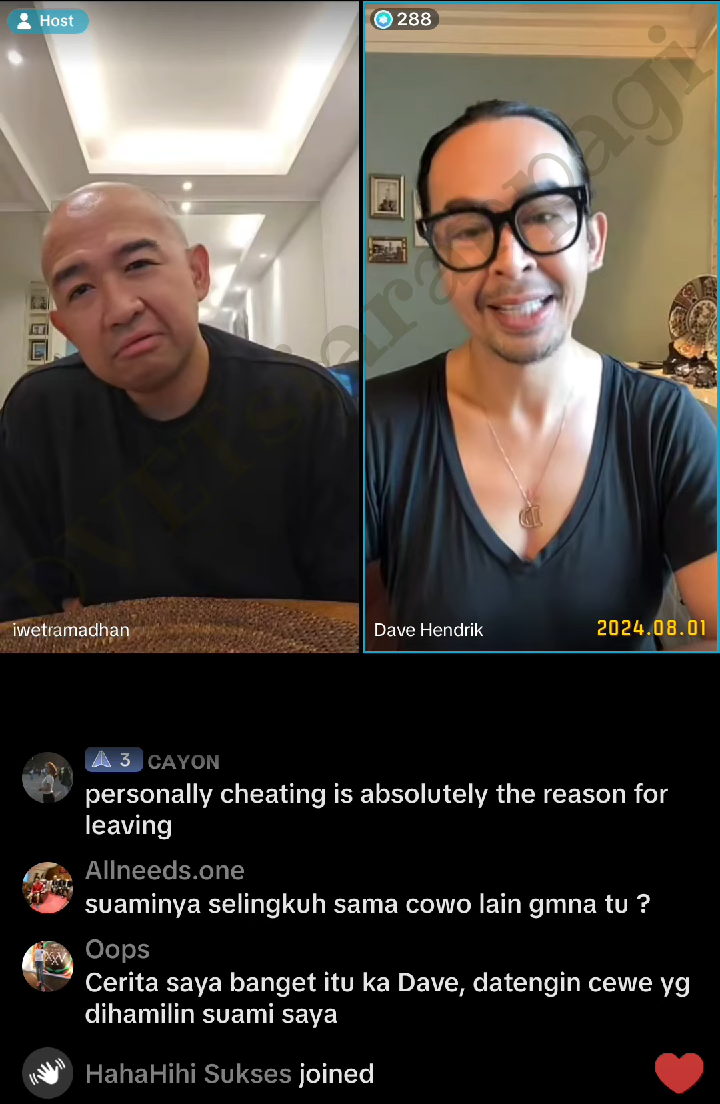 Host
288
DVETsiaranpagi
iwetramadhan
Dave Hendrik
2024.08.01
3 CAYON
personally cheating is absolutely the reason for
leaving
Allneeds.one
suaminya selingkuh sama cowo lain gmna tu ?
Oops
Cerita saya banget itu ka Dave, datengin cewe yg
dihamilin suami saya
HahaHihi Sukses joined